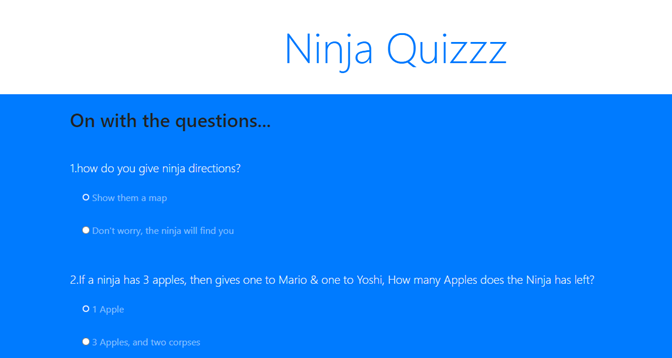 Ninja Quizzz
On with the questions...
1.how do you give ninja directions?
Show them a map
Don't worry, the ninja will find you
2.If a ninja has 3 apples, then gives one to Mario & one to Yoshi, How many Apples does the Ninja has left?
1 Apple
3 Apples, and two corpses